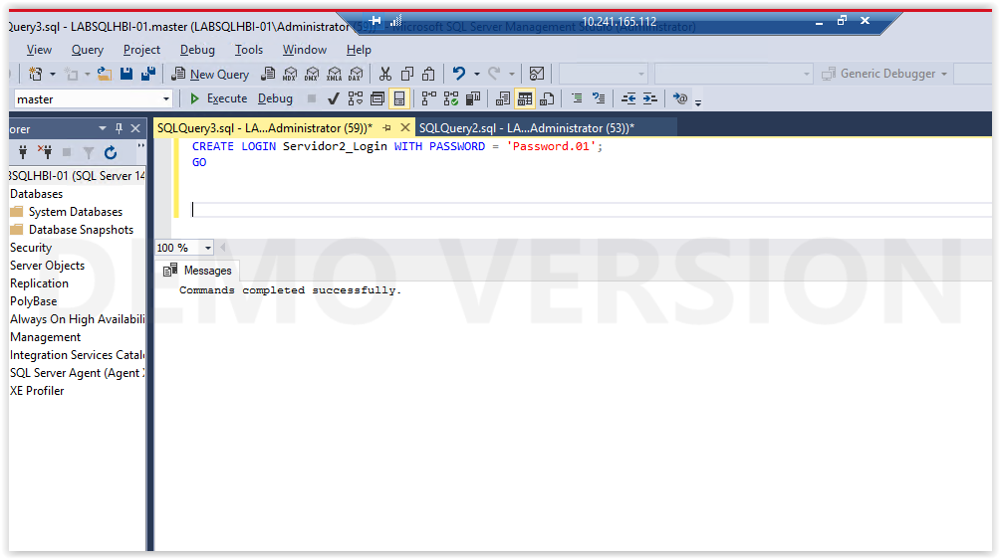 Query3.sql - LABSQLHBI-01.master (LABSQLHBI-01\Administrator (59))* - Microsoft SQL Server Management Studio (Administrator)
10.241.165.112
View Query Project Debug Tools Window Help
New Query Generic Debugger
master Execute Debug
orer
SQLQuery3.sql - LA...Administrator (59))* SQLQuery2.sql - LA...Administrator (53))*
CREATE LOGIN Servidor2_Login WITH PASSWORD = 'Password.01';
GO
BSQLHBI-01 (SQL Server 14
Databases
System Databases
Database Snapshots
Security
Server Objects
Replication
PolyBase
Always On High Availabili
Management
Integration Services Catal
SQL Server Agent (Agent X
XE Profiler
100 %
Messages
Commands completed successfully.
DEMO VERSION